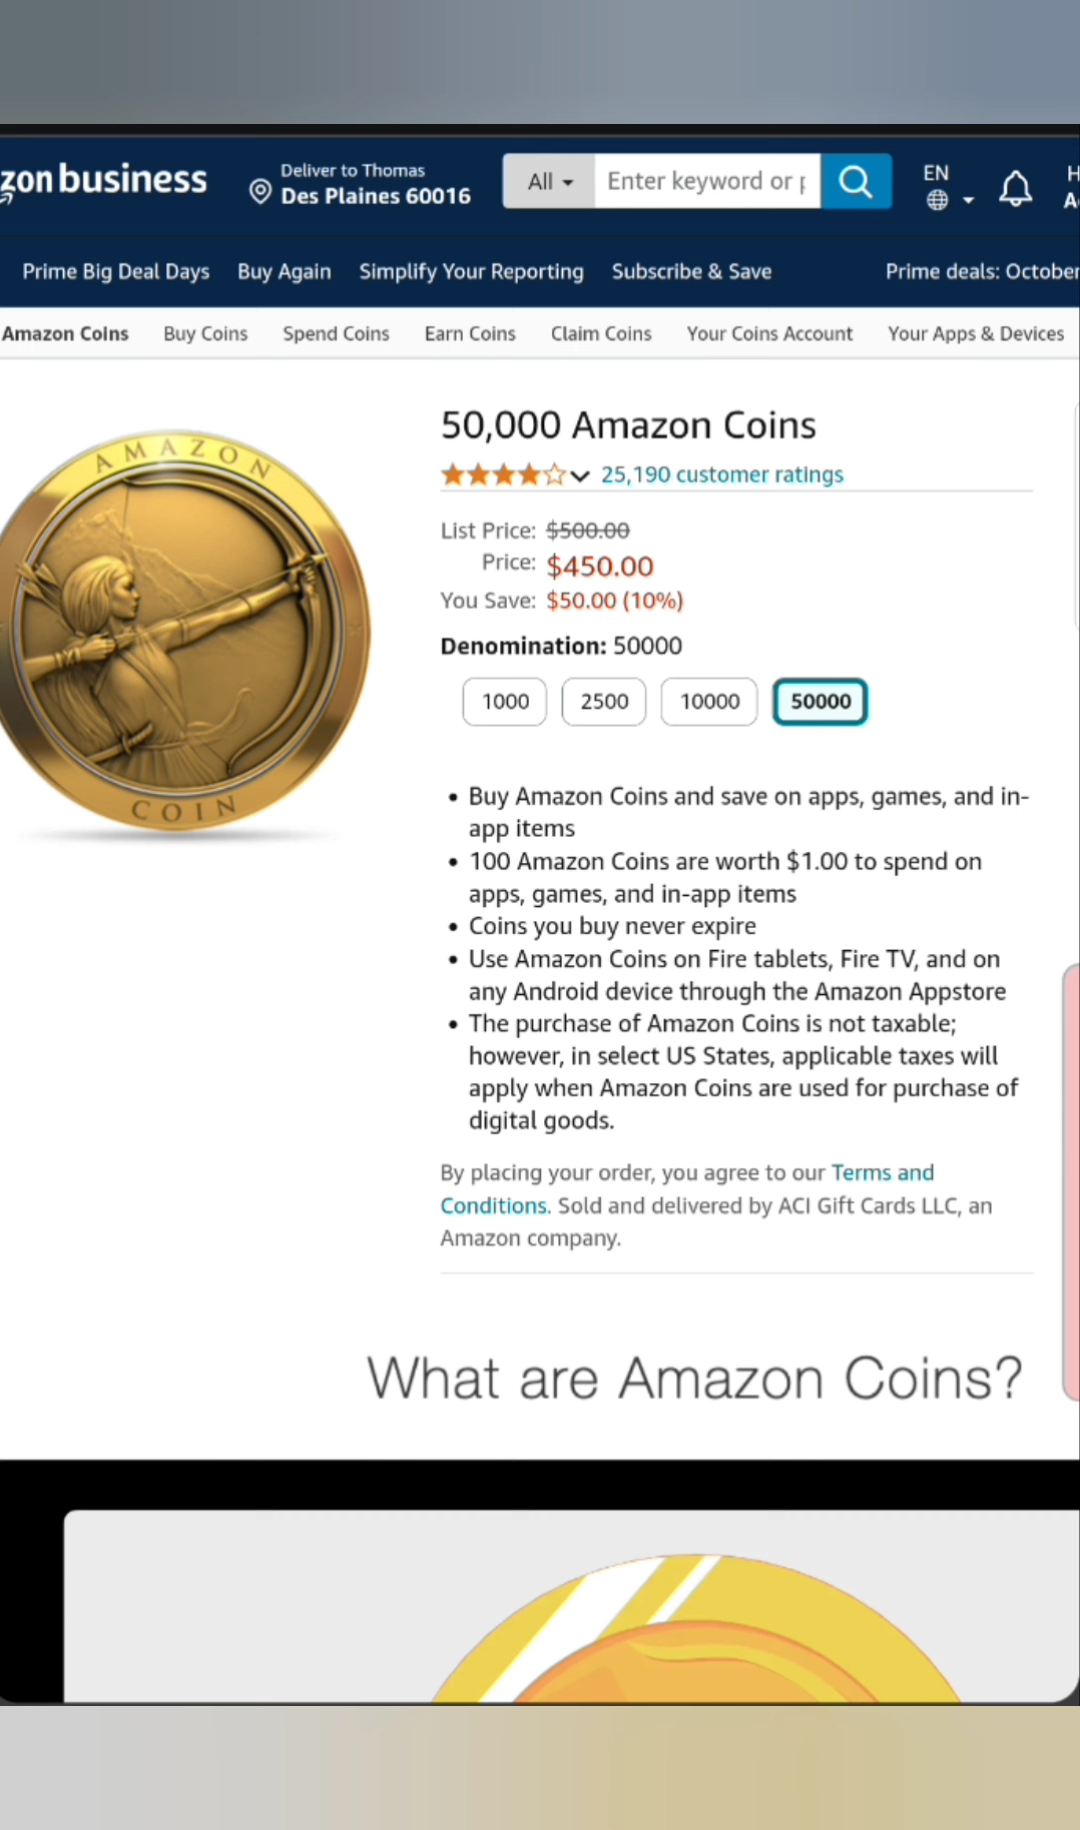 zon business
Deliver to Thomas
Des Plaines 60016
All
Enter keyword or p
EN
H
A
Prime Big Deal Days
Buy Again
Simplify Your Reporting
Subscribe & Save
Prime deals: October
Amazon Coins
Buy Coins
Spend Coins
Earn Coins
Claim Coins
Your Coins Account
Your Apps & Devices
AMAZON
COIN
50,000 Amazon Coins
25,190 customer ratings
List Price: $500.00
Price: $450.00
You Save: $50.00 (10%)
Denomination: 50000
1000
2500
10000
50000
• Buy Amazon Coins and save on apps, games, and in-
app items
• 100 Amazon Coins are worth $1.00 to spend on
apps, games, and in-app items
• Coins you buy never expire
• Use Amazon Coins on Fire tablets, Fire TV, and on
any Android device through the Amazon Appstore
• The purchase of Amazon Coins is not taxable;
however, in select US States, applicable taxes will
apply when Amazon Coins are used for purchase of
digital goods.
By placing your order, you agree to our Terms and
Conditions. Sold and delivered by ACI Gift Cards LLC, an
Amazon company.
What are Amazon Coins?